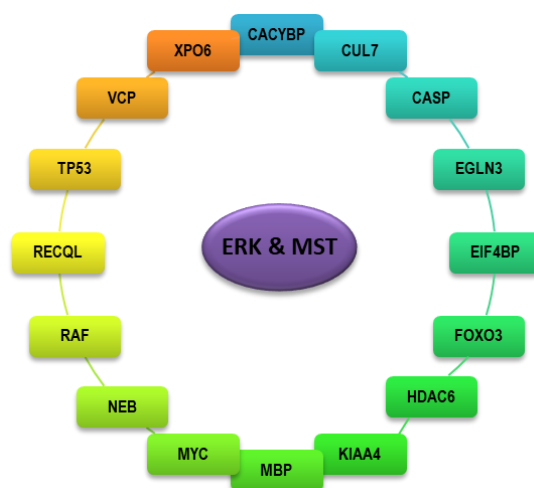 CACYBP
XPO6
CUL7
VCP
CASP
TP53
EGLN3
ERK & MST
RECQL
EIF4BP
RAF
FOXO3
NEB
HDAC6
MYC
KIAA4
MBP